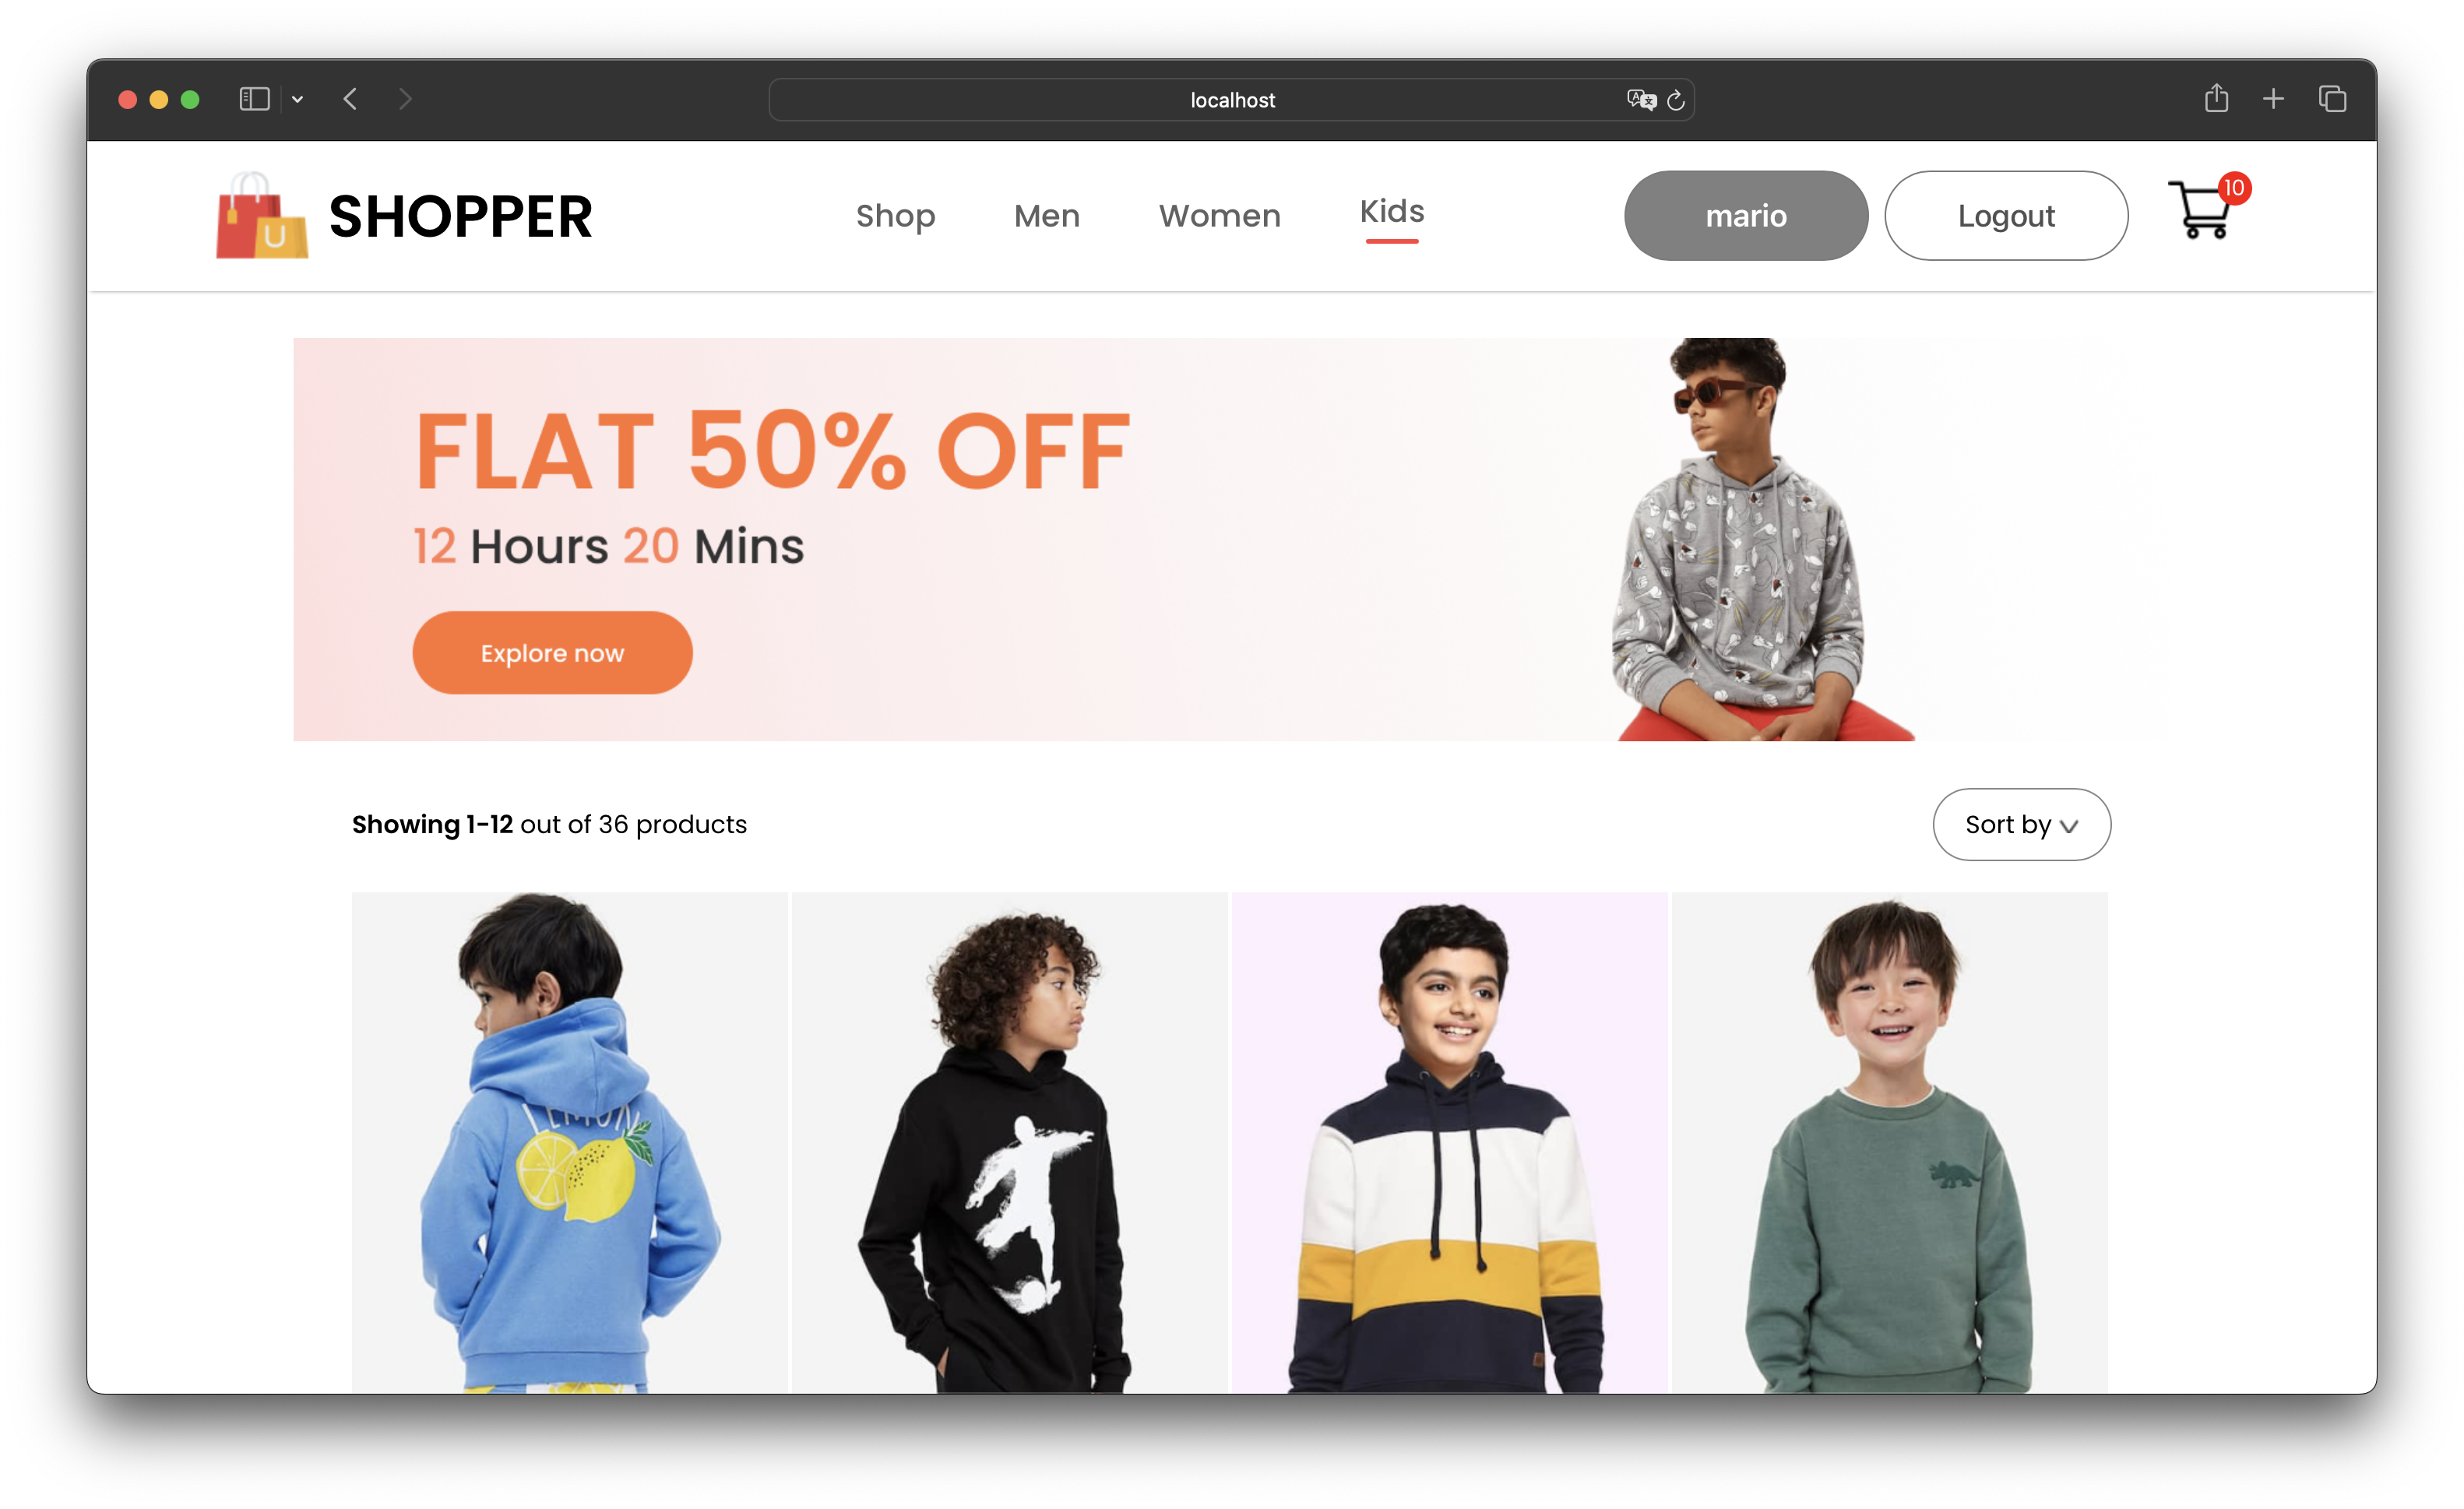 localhost
U
SHOPPER
Shop Men Women Kids
mario Logout 10
FLAT 50% OFF
12 Hours 20 Mins
Explore now
Showing 1-12 out of 36 products
Sort by
LEMON